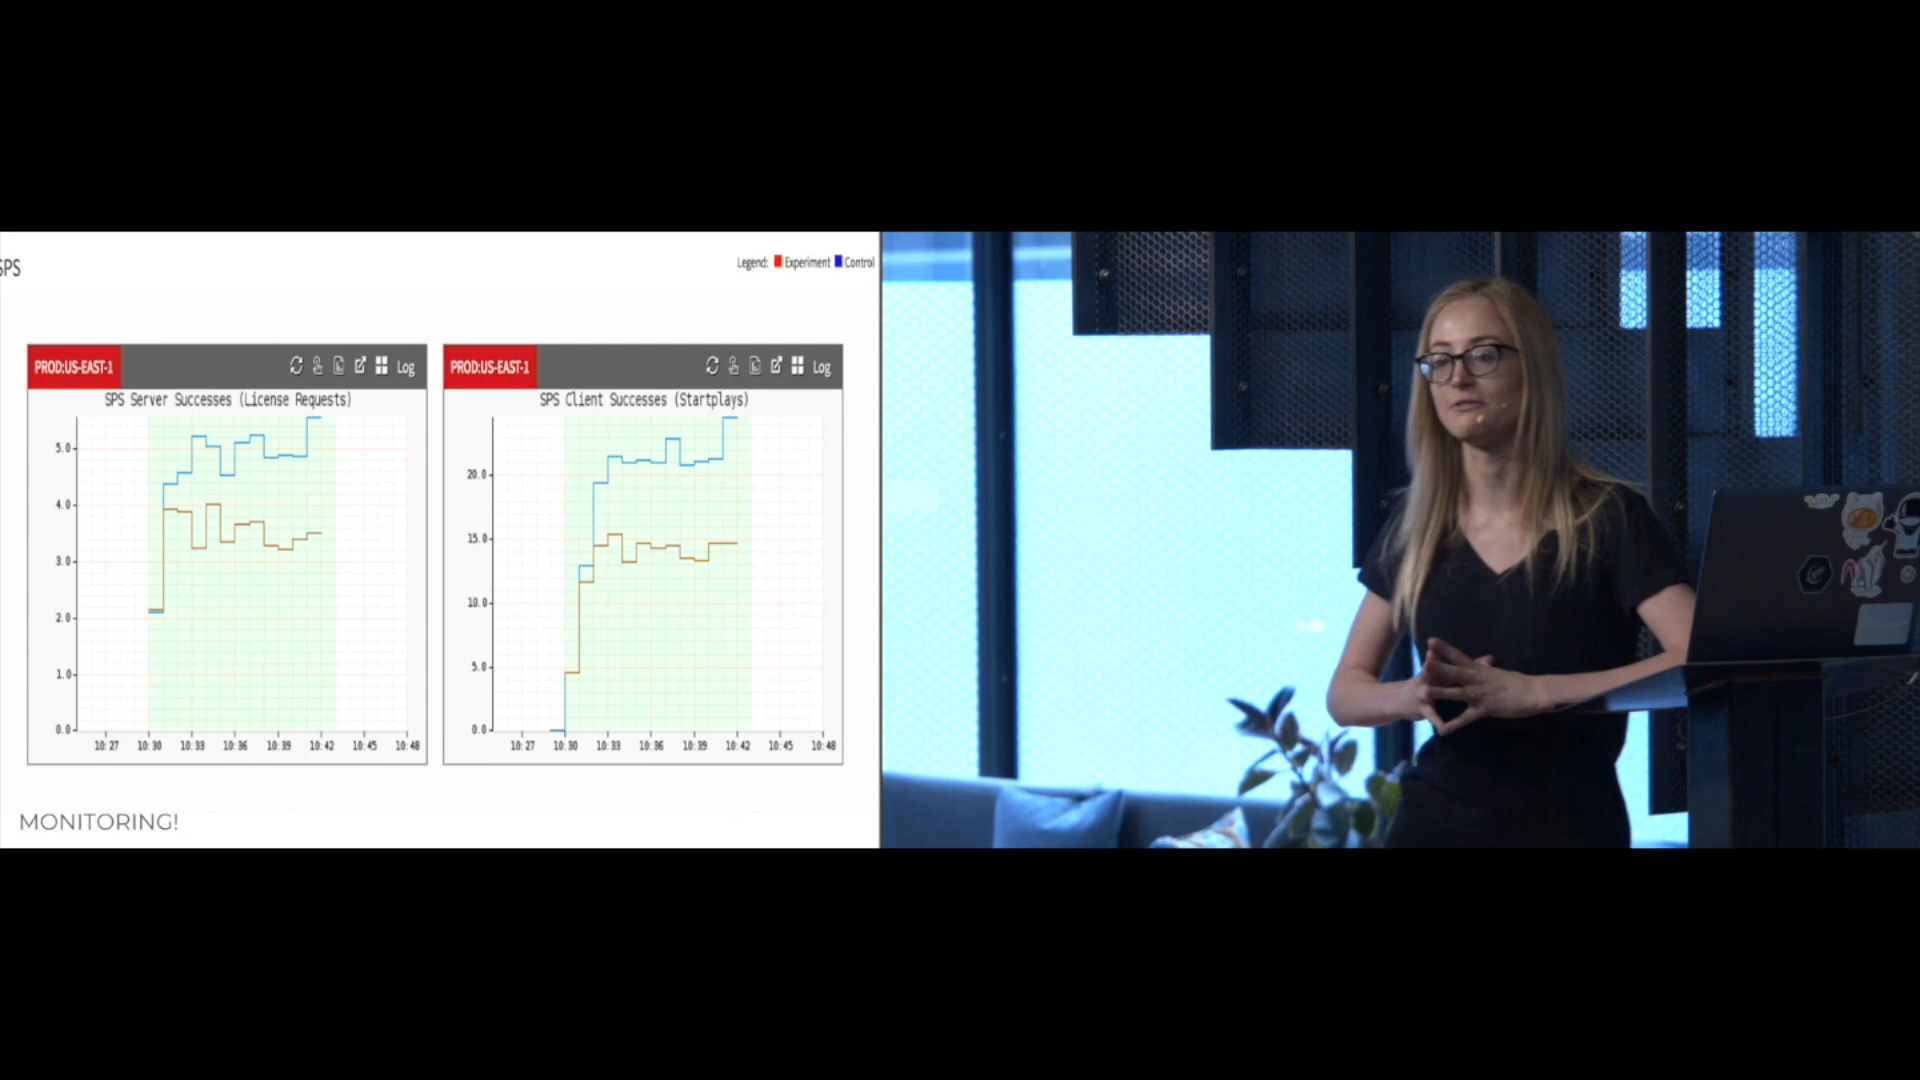 SPS
Legend: Experiment Control
PROD:US-EAST-1
Log
SPS Server Successes (License Requests)
5.0
4.0
3.0
2.0
1.0
0.0
10:27 10:30 10:33 10:36 10:39 10:42 10:45 10:48
PROD:US-EAST-1
Log
SPS Client Successes (Startplays)
20.0
15.0
10.0
5.0
0.0
10:27 10:30 10:33 10:36 10:39 10:42 10:45 10:48
MONITORING!